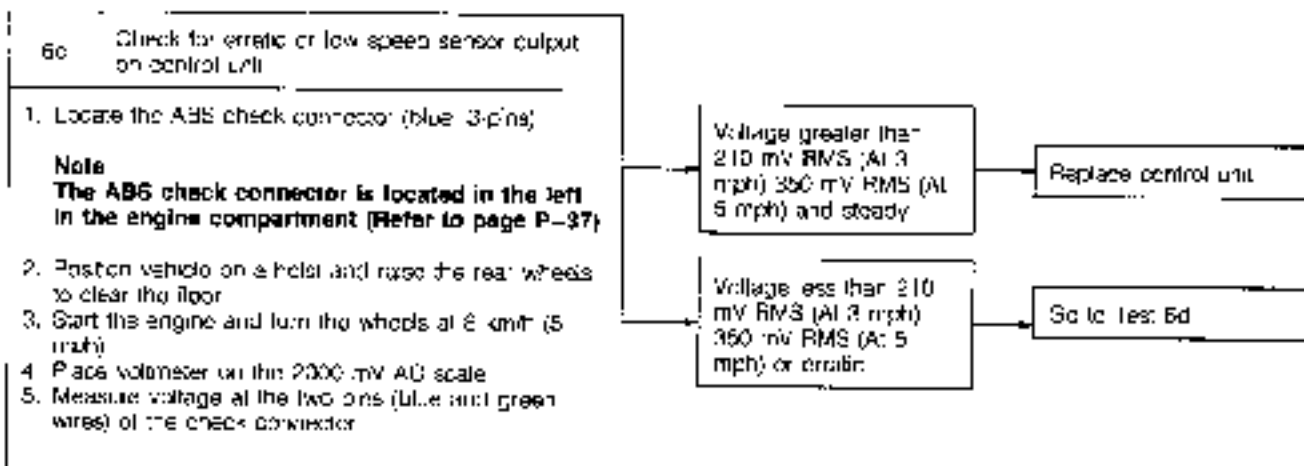 6c Check for erratic or low speed sensor output
on control unit
1. Locate the ABS check connector (blue, 3-pins)
Note
The ABS check connector is located in the left
in the engine compartment (Refer to page P-37)
2. Position vehicle on a hoist and raise the rear wheels
to clear the floor
3. Start the engine and turn the wheels at 8 km/h (5
mph)
4. Place voltmeter on the 2000 mV AC scale
5. Measure voltage at the two pins (blue and green
wires) of the check connector
Voltage greater than
210 mV RMS (At 3
mph) 350 mV RMS (At
5 mph) and steady
Replace control unit
Voltage less than 210
mV RMS (At 3 mph)
350 mV RMS (At 5
mph) or erratic
Go to Test 6d